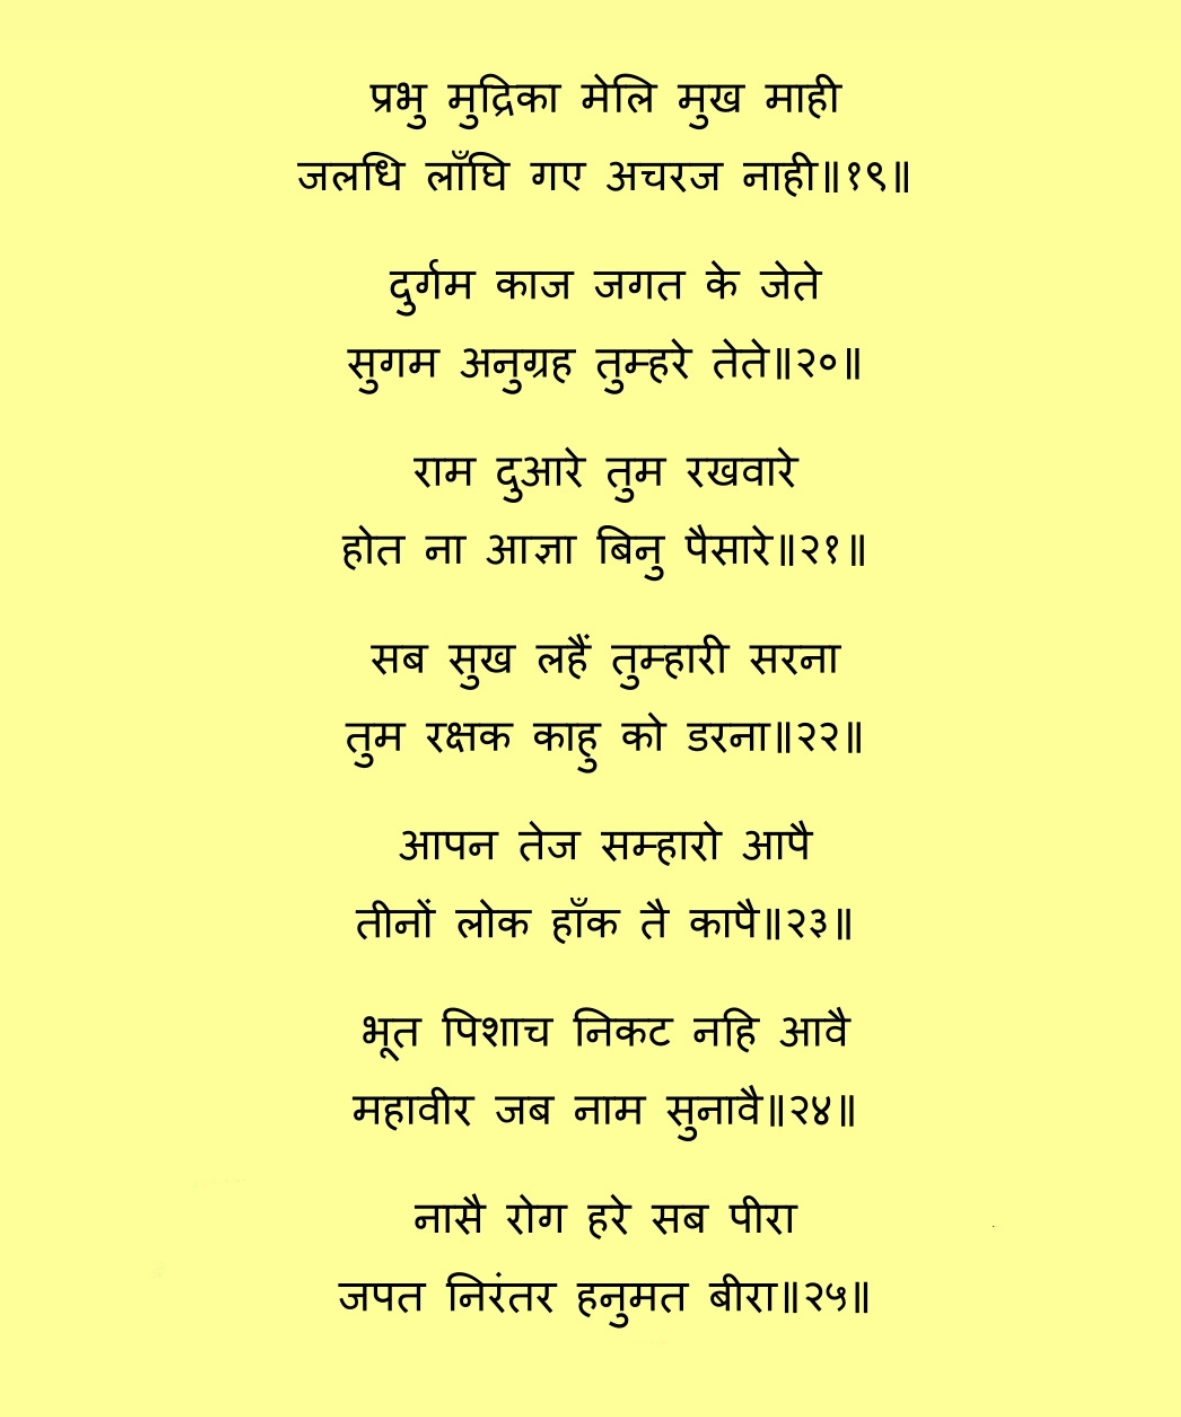 प्रभु मुद्रिका मेलि मुख माही
जलधि लाँघि गए अचरज नाही॥१९॥
दुर्गम काज जगत के जेते
सुगम अनुग्रह तुम्हरे तेते॥२०॥
राम दुआरे तुम रखवारे
होत ना आज्ञा बिनु पैसारे॥२१॥
सब सुख लहैं तुम्हारी सरना
तुम रक्षक काहु को डरना॥२२॥
आपन तेज सम्हारो आपै
तीनों लोक हाँक तै कापै॥२३॥
भूत पिशाच निकट नहि आवै
महावीर जब नाम सुनावै॥२४॥
नासै रोग हरे सब पीरा
जपत निरंतर हनुमत बीरा॥२५॥